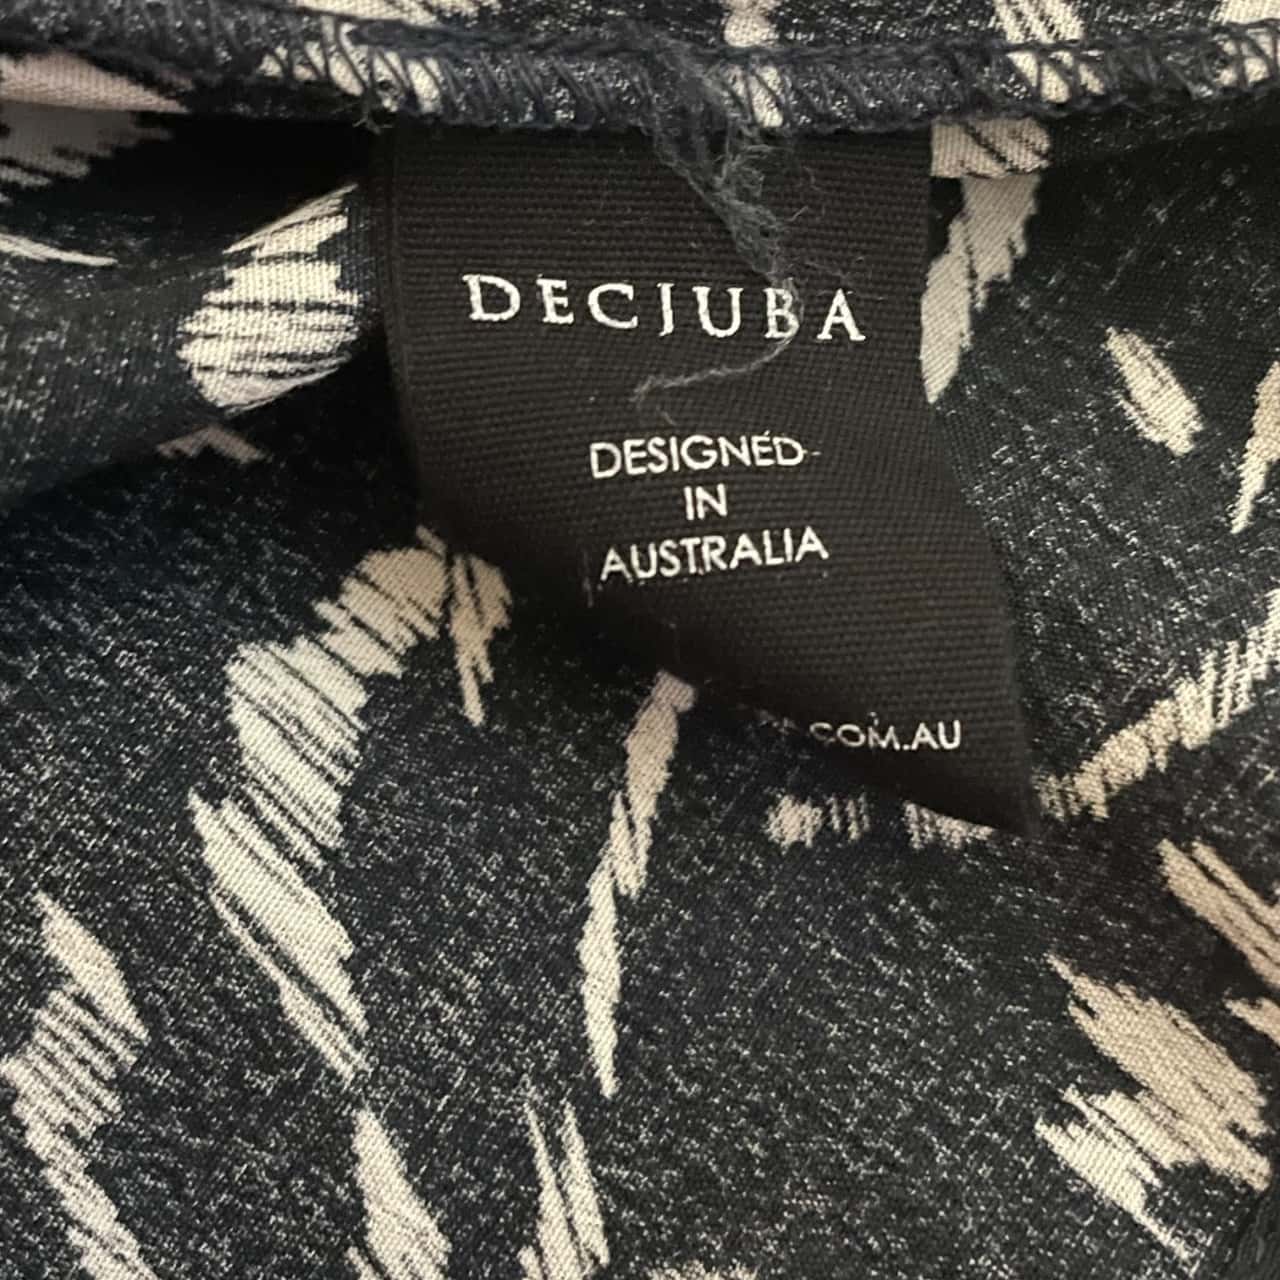 DECJUBA
DESIGNED
IN
AUSTRALIA
.COM.AU